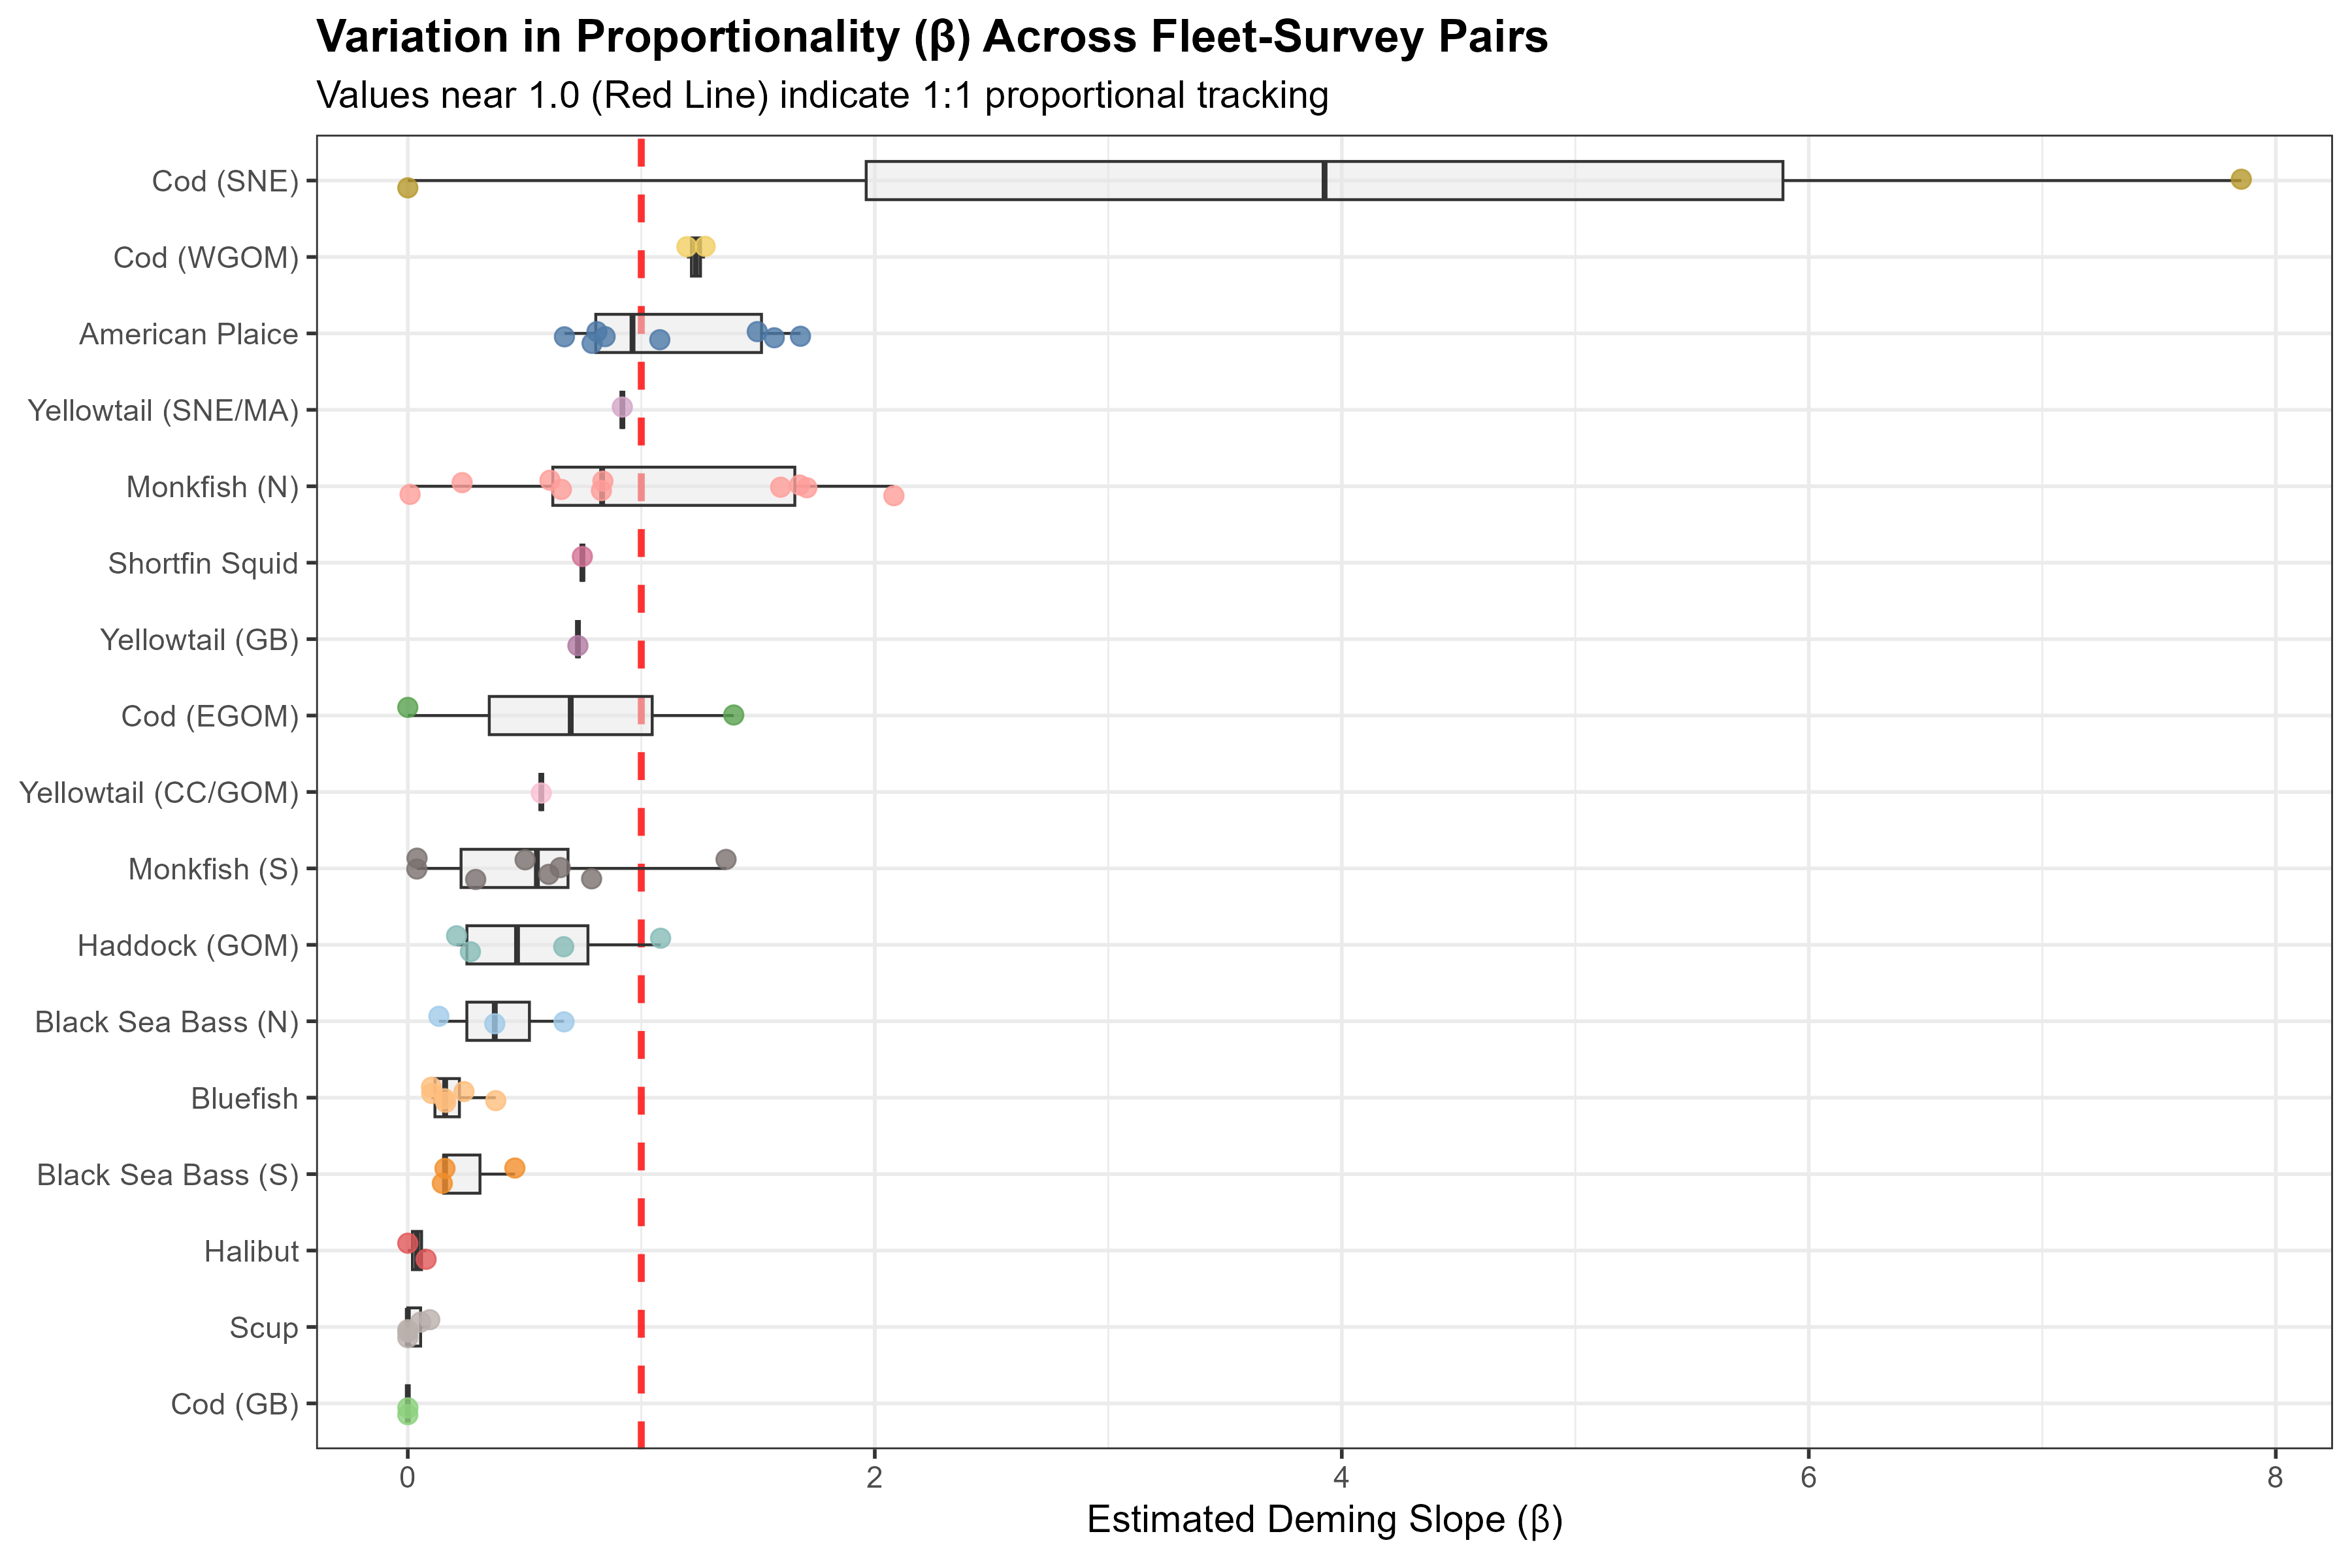 Variation in Proportionality (β) Across Fleet-Survey Pairs
Values near 1.0 (Red Line) indicate 1:1 proportional tracking
Cod (SNE)
Cod (WGOM)
American Plaice
Yellowtail (SNE/MA)
Monkfish (N)
Shortfin Squid
Yellowtail (GB)
Cod (EGOM)
Yellowtail (CC/GOM)
Monkfish (S)
Haddock (GOM)
Black Sea Bass (N)
Bluefish
Black Sea Bass (S)
Halibut
Scup
Cod (GB)
0 2 4 6 8
Estimated Deming Slope (β)